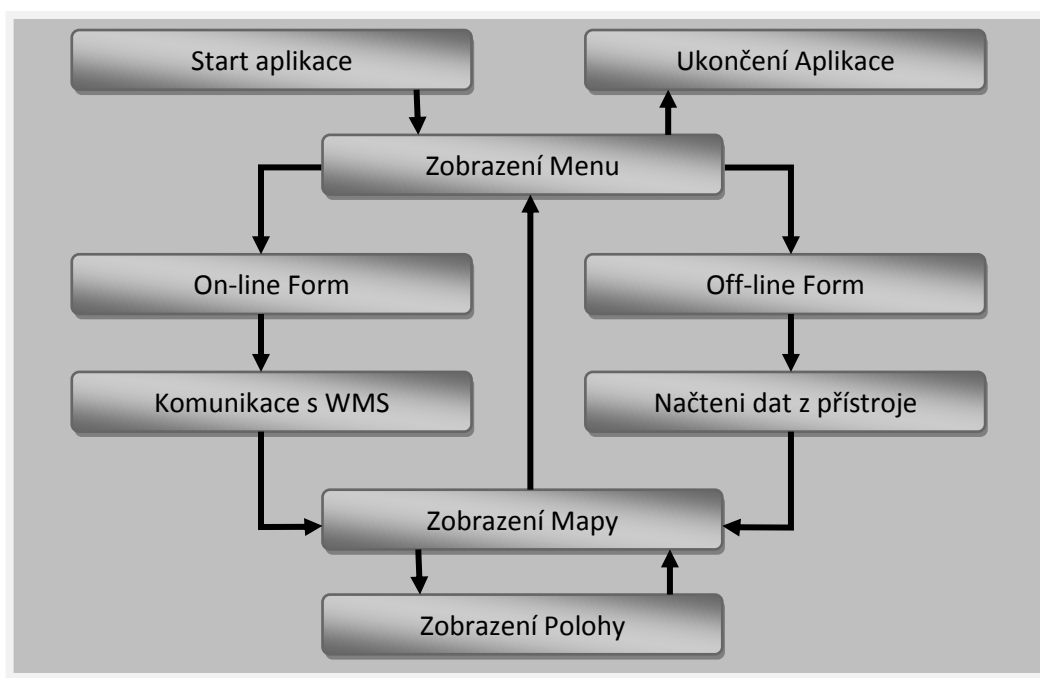 Start aplikace
Ukončení Aplikace
Zobrazení Menu
On-line Form
Off-line Form
Komunikace s WMS
Načteni dat z přístroje
Zobrazení Mapy
Zobrazení Polohy